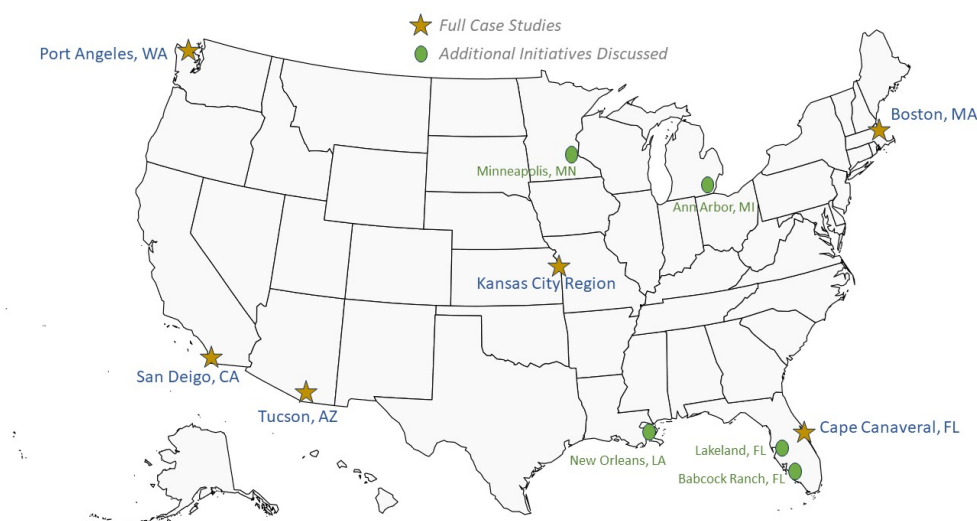 Full Case Studies
Additional Initiatives Discussed
Port Angeles, WA
Boston, MA
Minneapolis, MN
Ann Arbor, MI
Kansas City Region
San Deigo, CA
Tucson, AZ
Cape Canaveral, FL
Lakeland, FL
New Orleans, LA
Babcock Ranch, FL